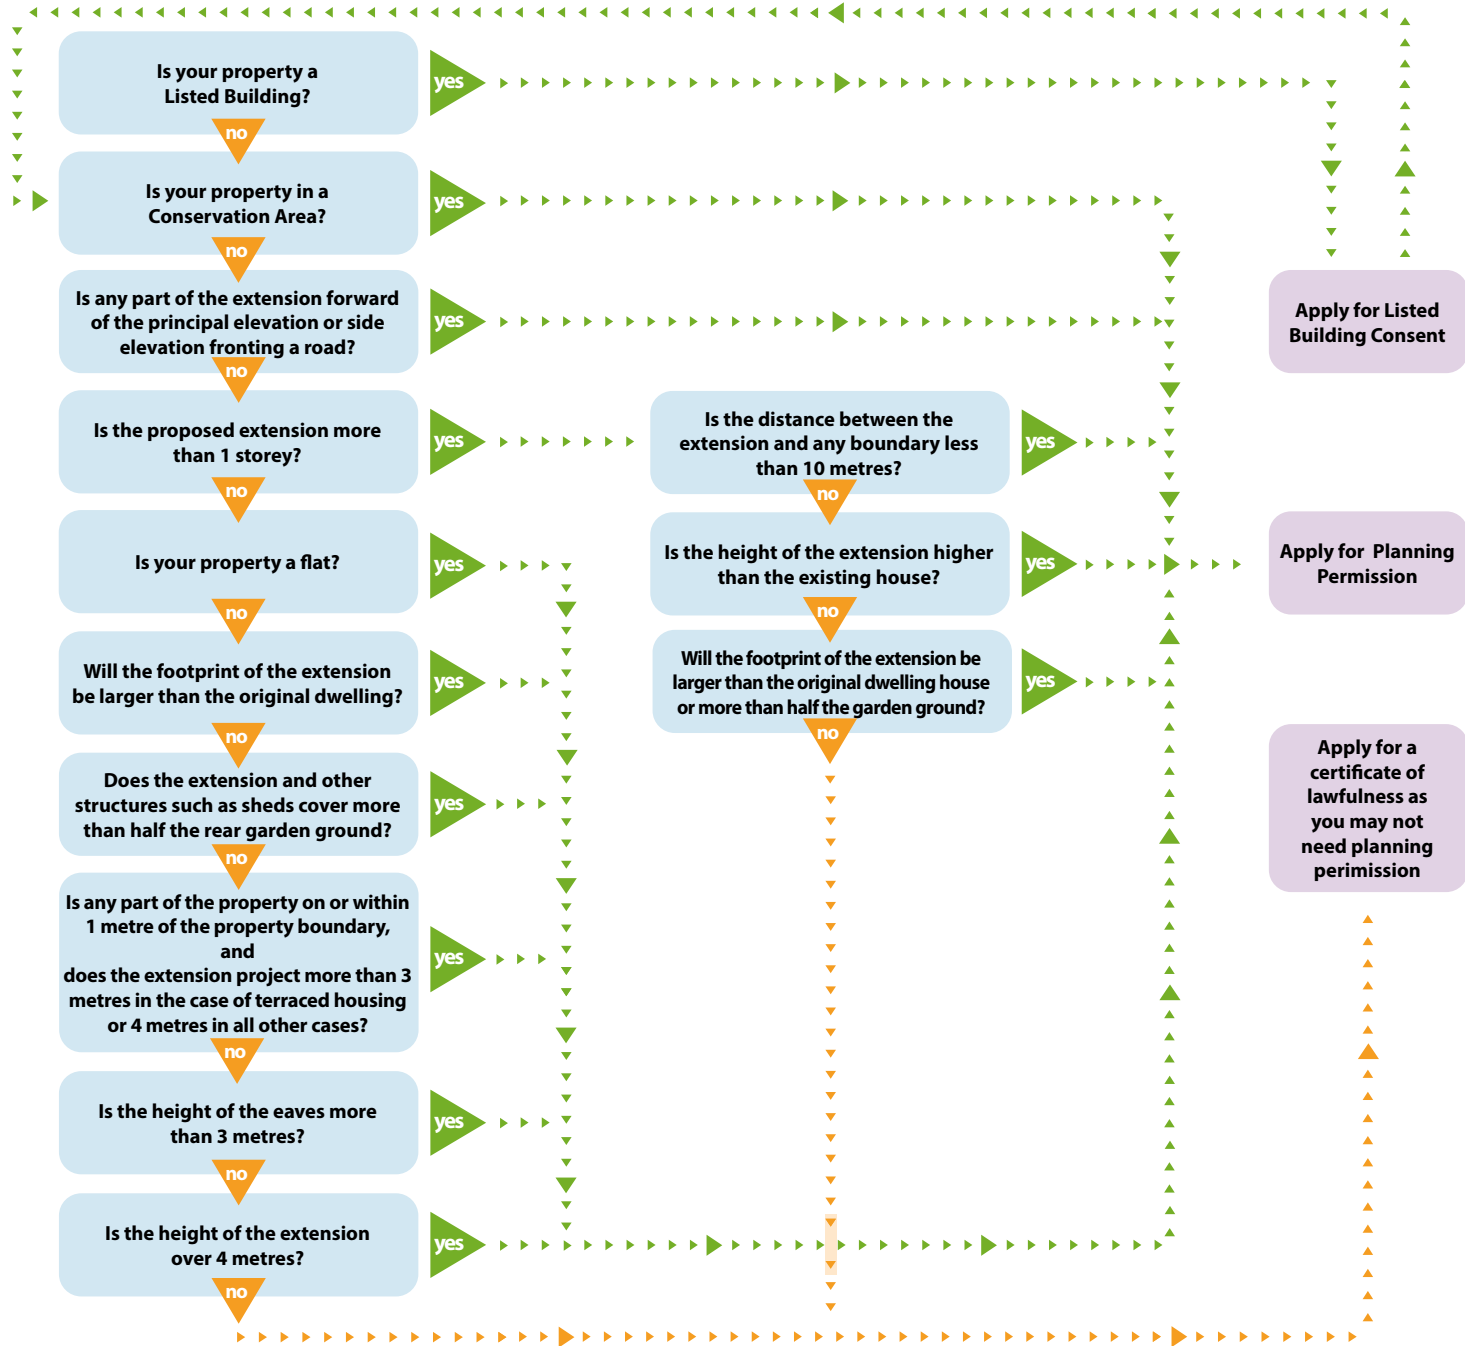 Is your property a
Listed Building?
yes
no
Is your property in a
Conservation Area?
yes
no
Is any part of the extension forward
of the principal elevation or side
elevation fronting a road?
yes
no
Is the proposed extension more
than 1 storey?
yes
no
Is your property a flat?
yes
no
Will the footprint of the extension
be larger than the original dwelling?
yes
no
Does the extension and other
structures such as sheds cover more
than half the rear garden ground?
yes
no
Is any part of the property on or within
1 metre of the property boundary,
and
does the extension project more than 3
metres in the case of terraced housing
or 4 metres in all other cases?
yes
no
Is the height of the eaves more
than 3 metres?
yes
no
Is the height of the extension
over 4 metres?
yes
no
Is the distance between the
extension and any boundary less
than 10 metres?
yes
no
Is the height of the extension higher
than the existing house?
yes
no
Will the footprint of the extension be
larger than the original dwelling house
or more than half the garden ground?
yes
no
Apply for Listed
Building Consent
Apply for Planning
Permission
Apply for a
certificate of
lawfulness as
you may not
need planning
perimission